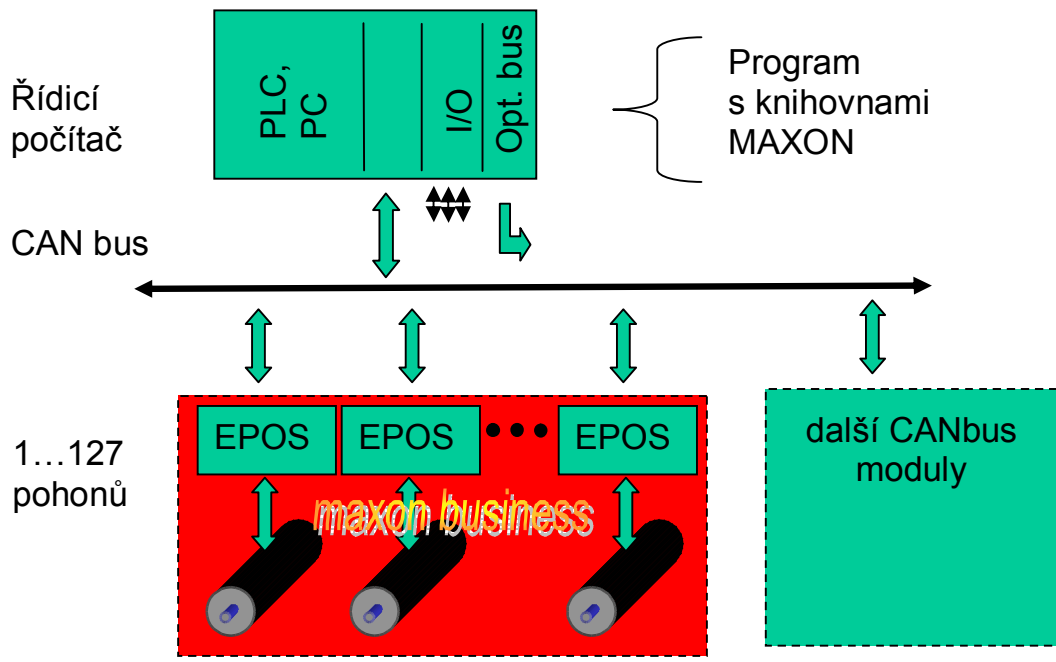 Řídicí
počítač
PLC,
PC
I/O
Opt. bus
Program
s knihovnami
MAXON
CAN bus
1…127
pohonů
EPOS
EPOS
EPOS
maxon business
další CANbus
moduly